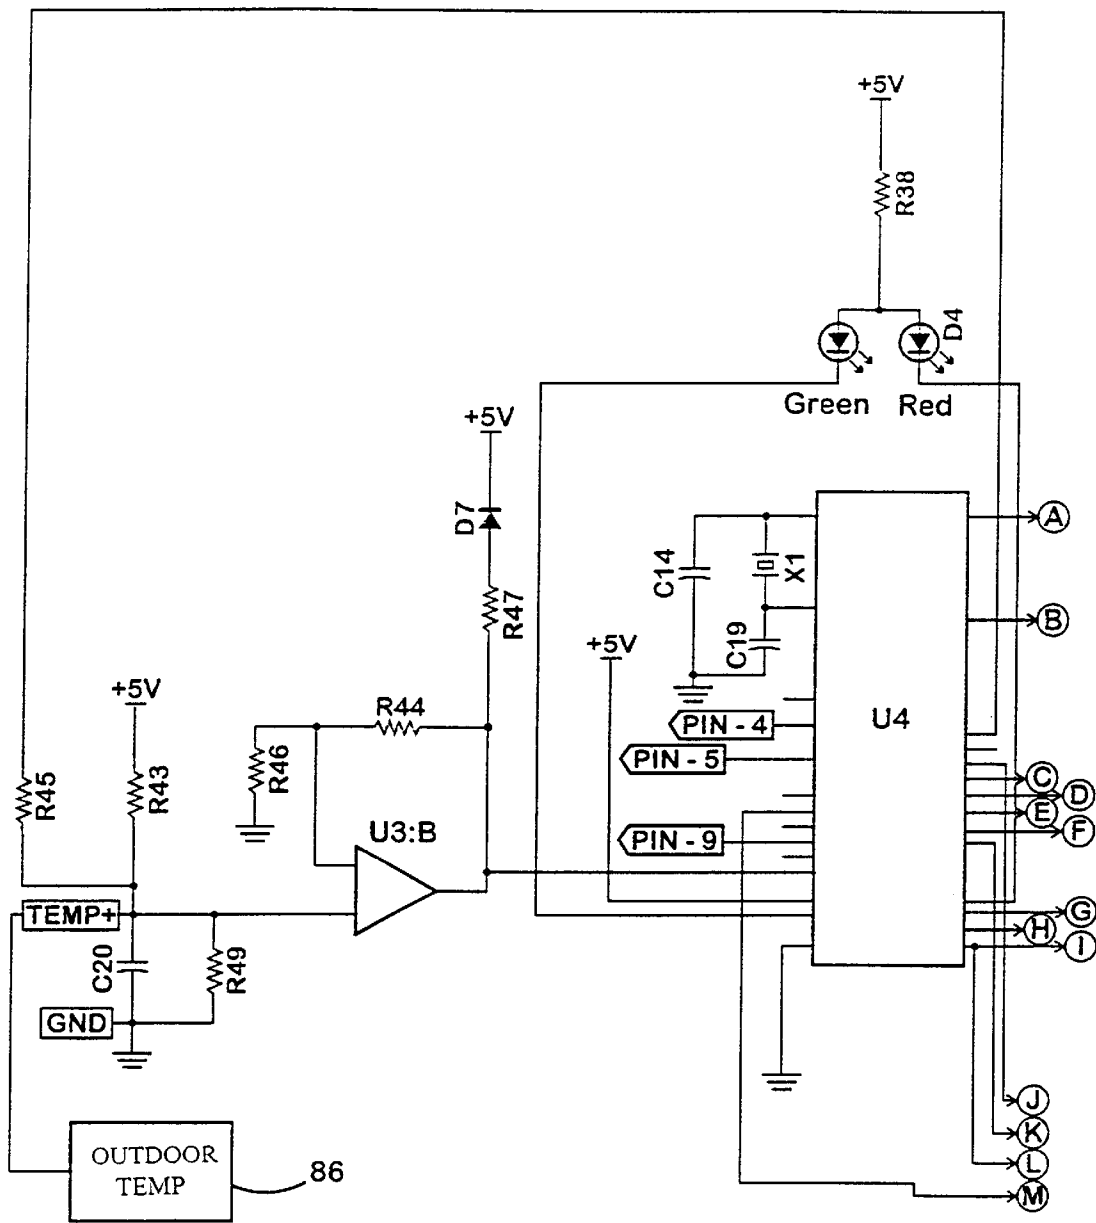 +5V
R38
D4
Green Red
+5V
D7
R47
C14
X1
C19
+5V
U4
A
B
+5V
R44
PIN - 4
PIN - 5
R45
R43
R46
U3:B
PIN - 9
C
D
E
F
TEMP+
G
H
I
C20
R49
GND
J
K
L
M
OUTDOOR
TEMP
86